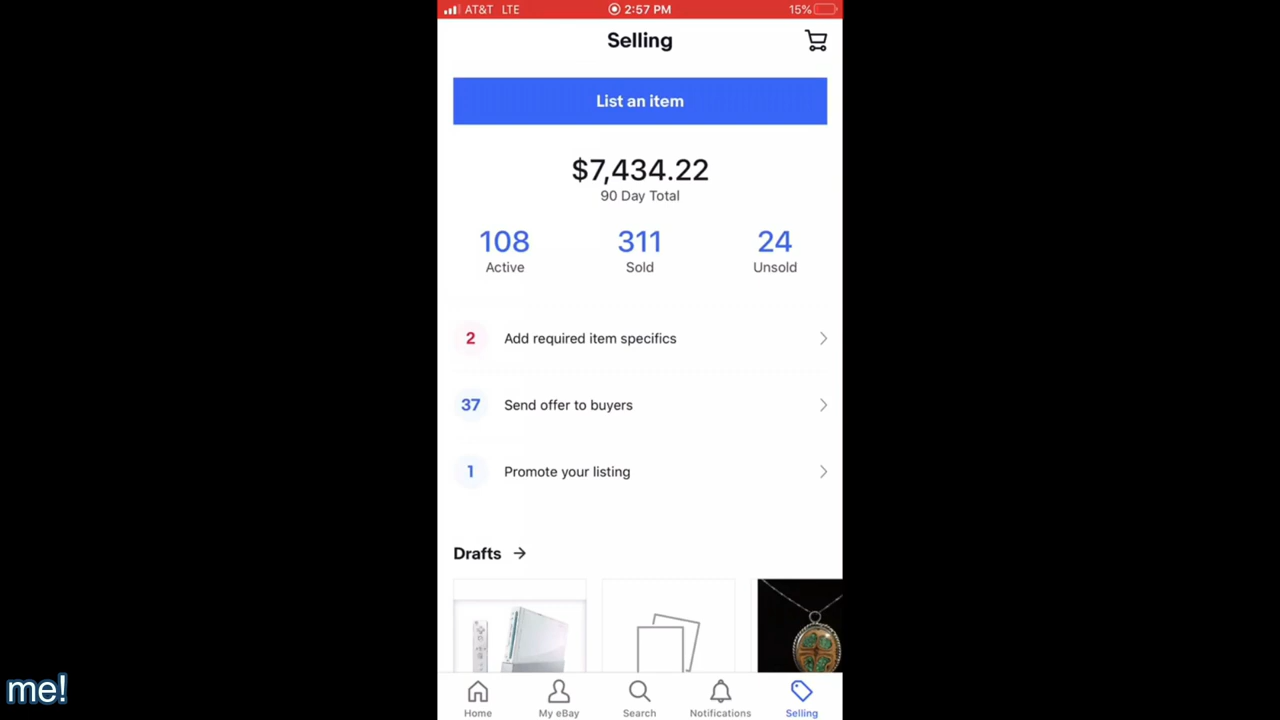 AT&T LTE 2:57 PM 15%
Selling
List an item
$7,434.22
90 Day Total
108 311 24
Active Sold Unsold
2 Add required item specifics
37 Send offer to buyers
1 Promote your listing
Drafts
Home My eBay Search Notifications Selling
me!